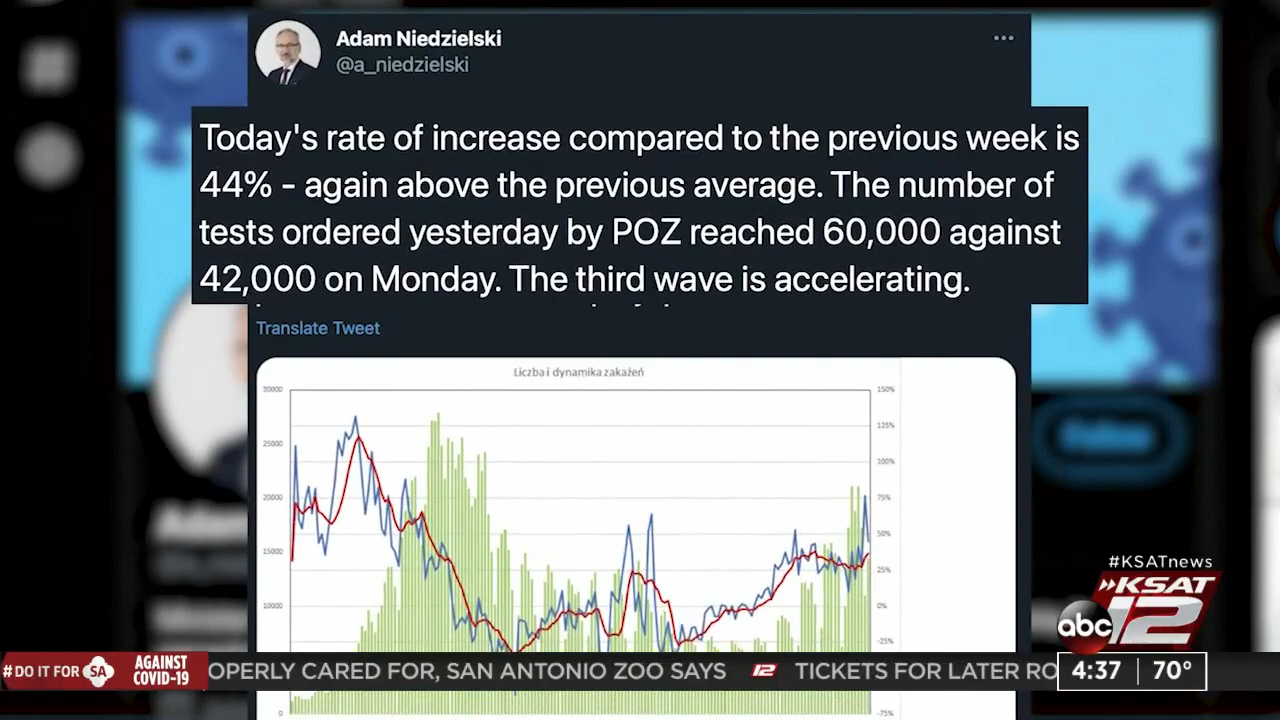 Adam Niedzielski
@a_niedzielski
Today's rate of increase compared to the previous week is
44% - again above the previous average. The number of
tests ordered yesterday by POZ reached 60,000 against
42,000 on Monday. The third wave is accelerating.
Translate Tweet
Liczba i dynamika zakażeń
30000
150%
125%
25000
100%
20000
75%
50%
15000
25%
10000
0%
-25%
0
-75%
#KSATnews
KSAT
abc
12
#DO IT FOR SA
AGAINST
COVID-19
OPERLY CARED FOR, SAN ANTONIO ZOO SAYS 12 TICKETS FOR LATER RO
4:37 70°